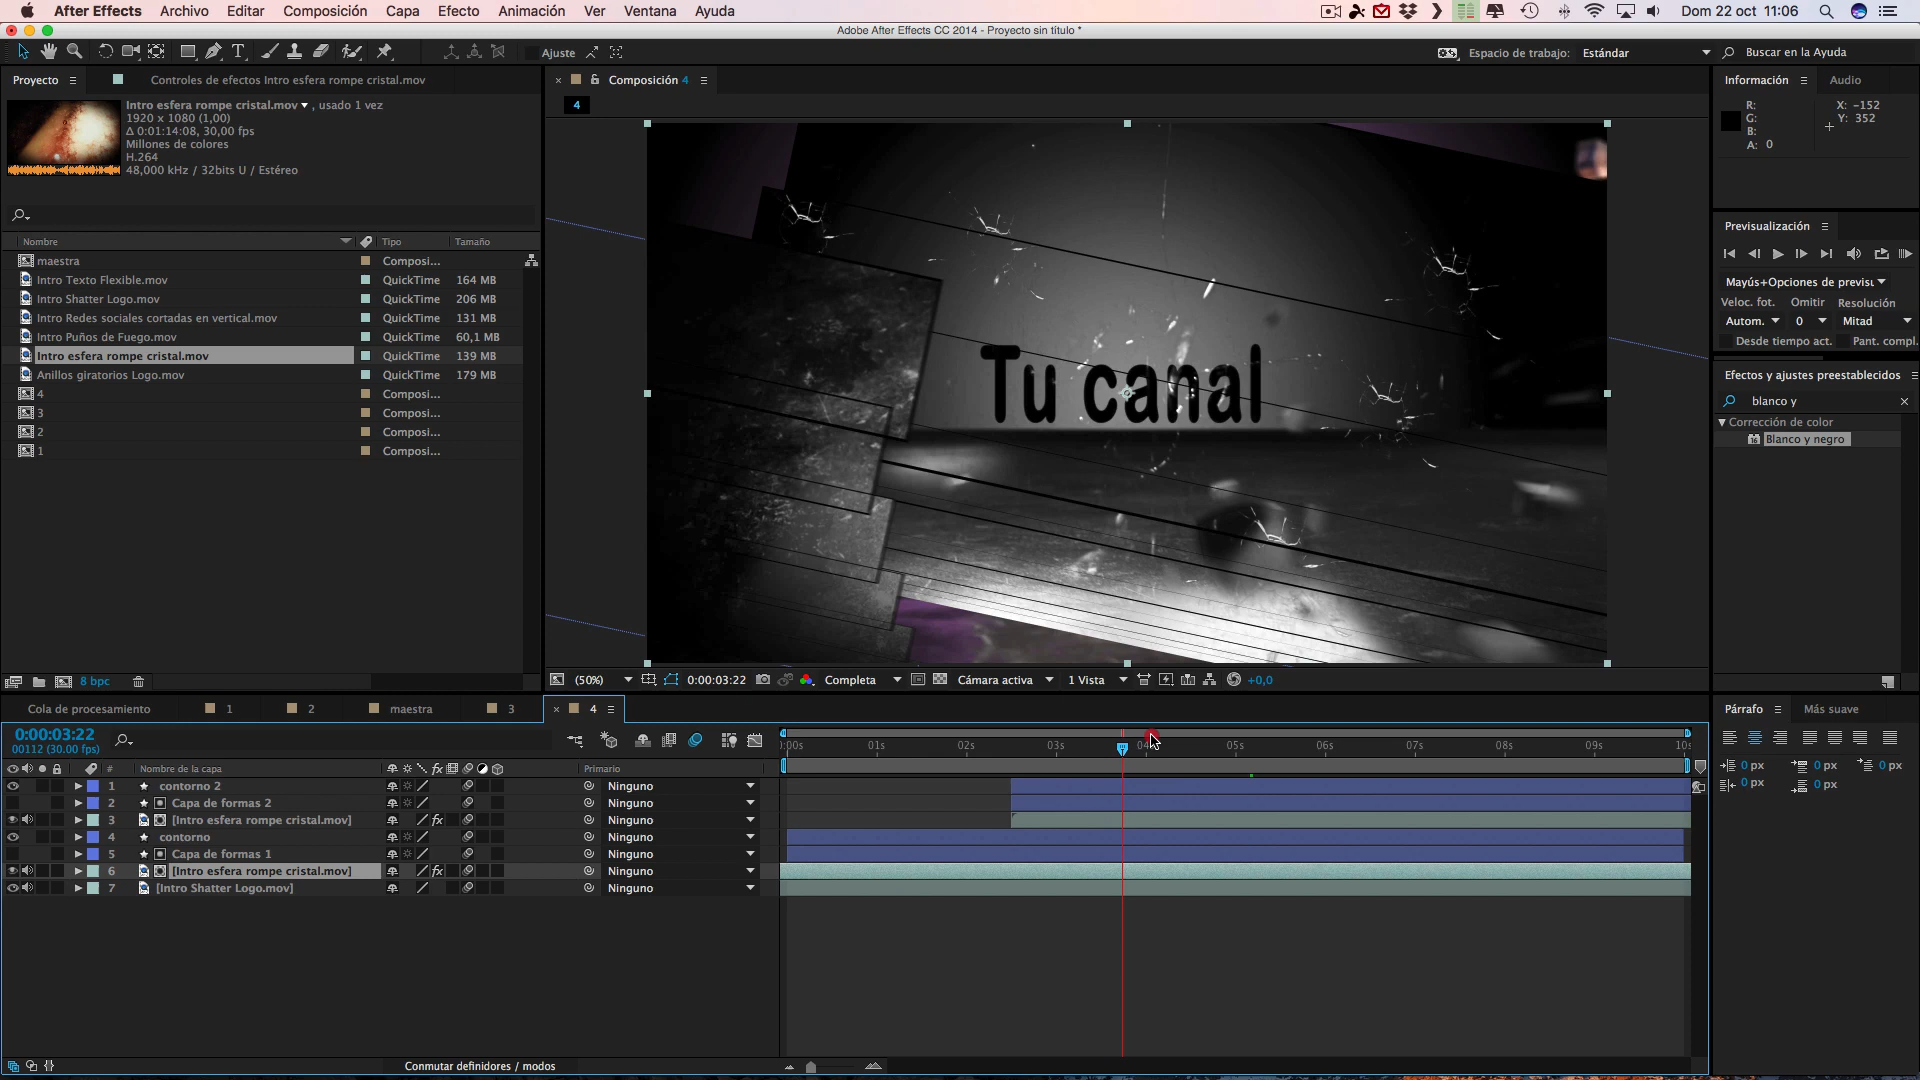 After Effects Archivo Editar Composición Capa Efecto Animación Ver Ventana Ayuda Dom 22 oct 11:06
Adobe After Effects CC 2014 - Proyecto sin título *
Ajuste Espacio de trabajo: Estándar Buscar en la Ayuda
Proyecto Controles de efectos Intro esfera rompe cristal.mov Composición 4 Información Audio
Intro esfera rompe cristal.mov , usado 1 vez
1920 x 1080 (1,00)
Δ 0:01:14:08, 30,00 fps
Millones de colores
H.264
48,000 kHz / 32bits U / Estéreo
4
R:
G:
B:
A: 0
X: -152
Y: 352
Nombre Tipo Tamaño
maestra Composi...
Intro Texto Flexible.mov QuickTime 164 MB
Intro Shatter Logo.mov QuickTime 206 MB
Intro Redes sociales cortadas en vertical.mov QuickTime 131 MB
Intro Puños de Fuego.mov QuickTime 60,1 MB
Intro esfera rompe cristal.mov QuickTime 139 MB
Anillos giratorios Logo.mov QuickTime 179 MB
4 Composi...
3 Composi...
2 Composi...
1 Composi...
8 bpc
Tu canal
(50%) 0:00:03:22 Completa Cámara activa 1 Vista +0,0
Previsualización
Mayús+Opciones de previsu
Veloc. fot. Omitir Resolución
Autom. 0 Mitad
Desde tiempo act. Pant. compl.
Efectos y ajustes preestablecidos
blanco y
Corrección de color
16
Blanco y negro
Párrafo Más suave
0 px 0 px 0 px
0 px 0 px
Cola de procesamiento 1 2 maestra 3 4
0:00:03:22
00112 (30.00 fps)
:00s 01s 02s 03s 04s 05s 06s 07s 08s 09s 10s
# Nombre de la capa fx Primario
1 contorno 2 Ninguno
2 Capa de formas 2 Ninguno
3 [Intro esfera rompe cristal.mov] fx Ninguno
4 contorno Ninguno
5 Capa de formas 1 Ninguno
6 [Intro esfera rompe cristal.mov] fx Ninguno
7 [Intro Shatter Logo.mov] Ninguno
Conmutar definidores / modos